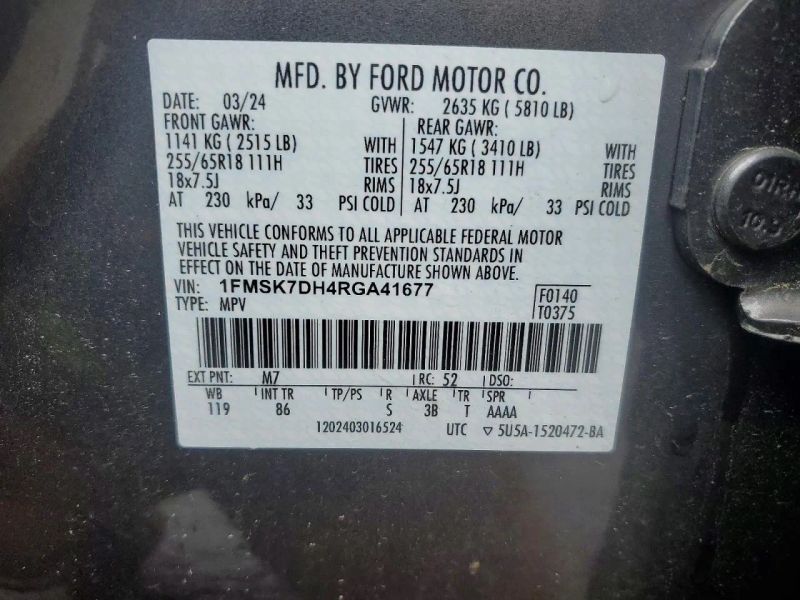 MFD. BY FORD MOTOR CO.
DATE: 03/24 GVWR: 2635 KG ( 5810 LB)
FRONT GAWR: REAR GAWR:
1141 KG ( 2515 LB) WITH 1547 KG ( 3410 LB) WITH
255/65R18 111H TIRES 255/65R18 111H TIRES
18x7.5J RIMS 18x7.5J RIMS
AT 230 kPa/ 33 PSI COLD AT 230 kPa/ 33 PSI COLD
THIS VEHICLE CONFORMS TO ALL APPLICABLE FEDERAL MOTOR
VEHICLE SAFETY AND THEFT PREVENTION STANDARDS IN
EFFECT ON THE DATE OF MANUFACTURE SHOWN ABOVE.
VIN: 1FMSK7DH4RGA41677 F0140
TYPE: MPV T0375
EXT PNT: M7 RC: 52 DSO:
WB INT TR TP/PS R AXLE TR SPR
119 86 S 3B T AAAA
1202403016524 UTC ▽ 5U5A-1520472-BA
10.3